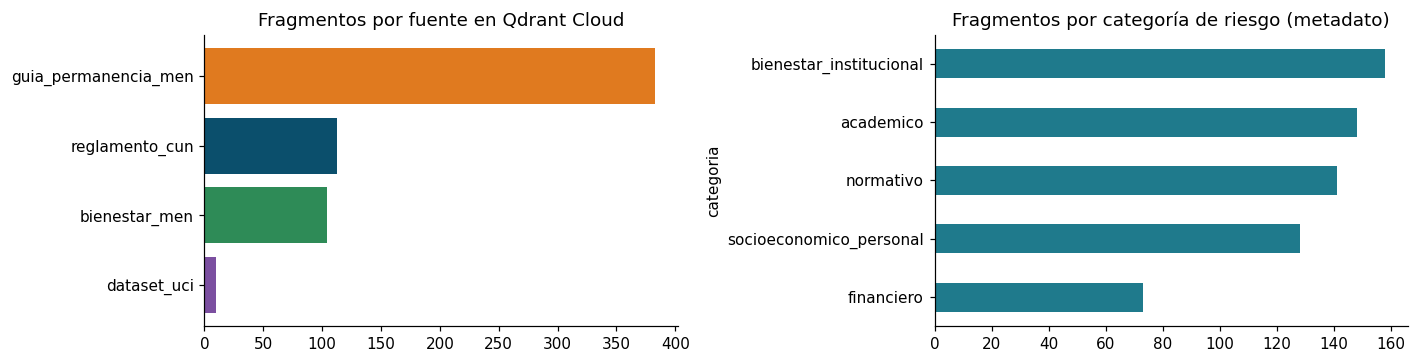 Fragmentos por fuente en Qdrant Cloud
guia_permanencia_men
reglamento_cun
bienestar_men
dataset_uci
0 50 100 150 200 250 300 350 400
Fragmentos por categoría de riesgo (metadato)
categoria
bienestar_institucional
academico
normativo
socioeconomico_personal
financiero
0 20 40 60 80 100 120 140 160